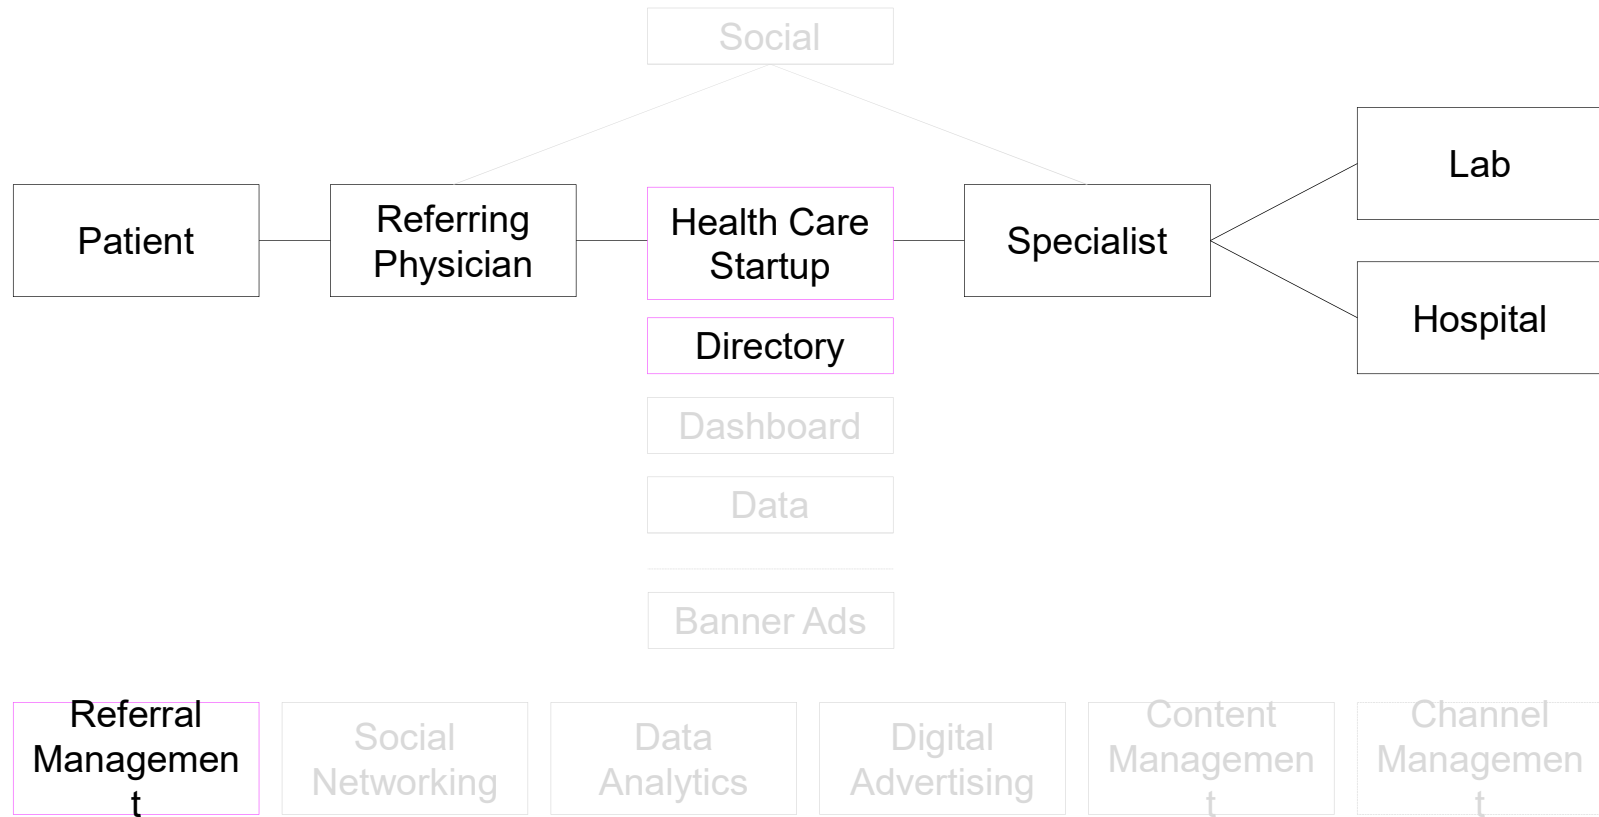 Social
Patient
Referring
Physician
Health Care
Startup
Specialist
Lab
Hospital
Directory
Dashboard
Data
Banner Ads
Referral
Managemen
t
Social
Networking
Data
Analytics
Digital
Advertising
Content
Managemen
t
Channel
Managemen
t